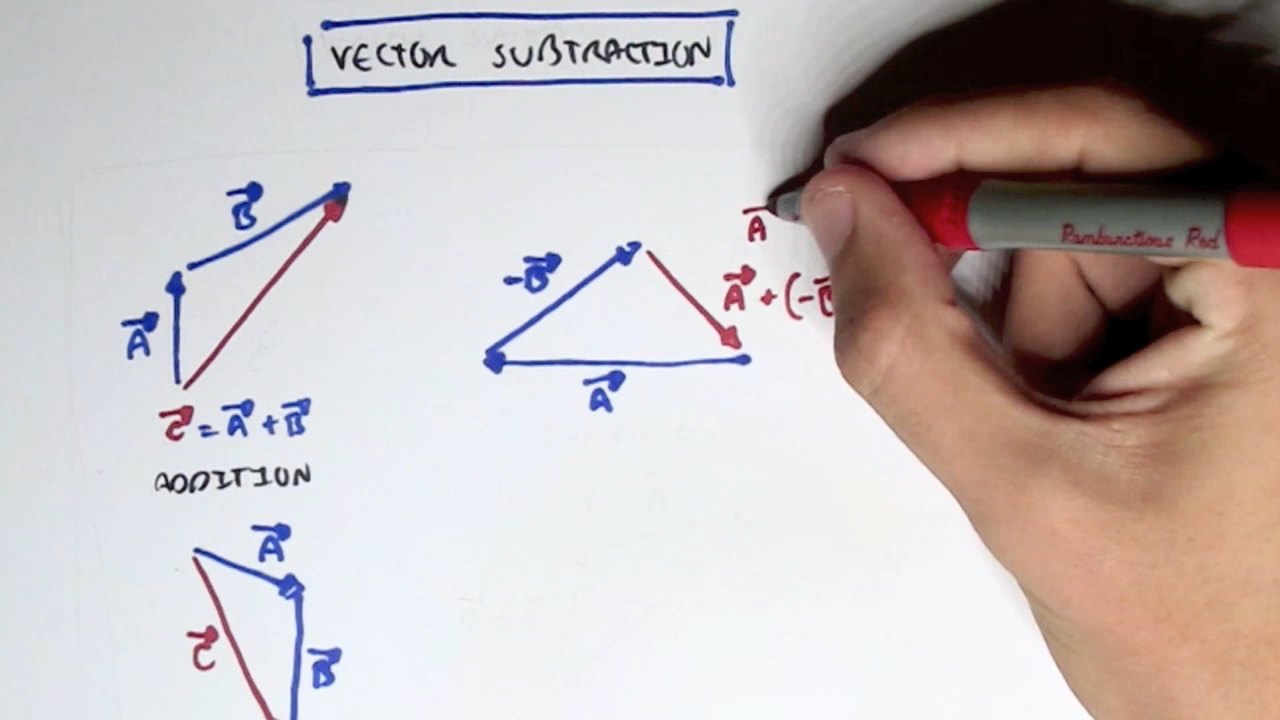 VECTOR SUBTRACTION
B⃗
A⃗
C⃗ = A⃗ + B⃗
ADDITION
-B⃗
A⃗
A⃗
A⃗ + (-B⃗
Rambunctious Red
A⃗
C⃗
B⃗